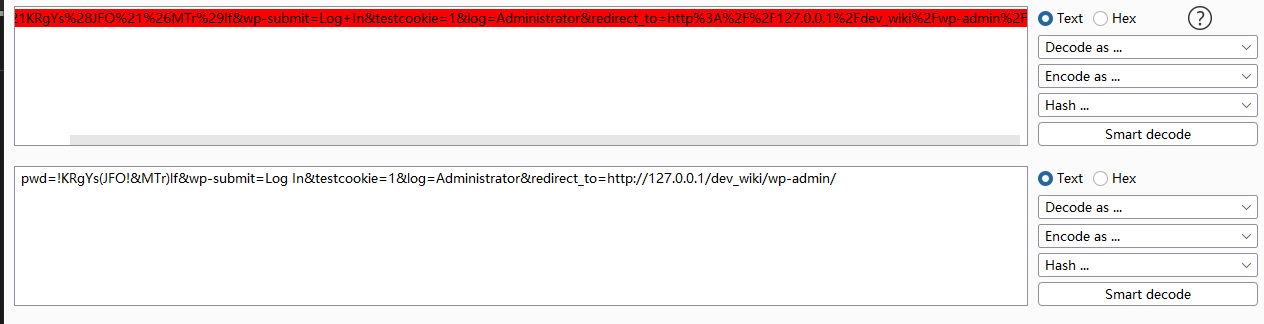 21KRgYs%28JFO%21%26MTr%29lf&wp-submit=Log+In&testcookie=1&log=Administrator&redirect_to=http%3A%2F%2F127.0.0.1%2Fdev_wiki%2Fwp-admin%2F
Text Hex ?
Decode as ...
Encode as ...
Hash ...
Smart decode
pwd=!KRgYs(JFO!&MTr)lf&wp-submit=Log In&testcookie=1&log=Administrator&redirect_to=http://127.0.0.1/dev_wiki/wp-admin/
Text Hex
Decode as ...
Encode as ...
Hash ...
Smart decode